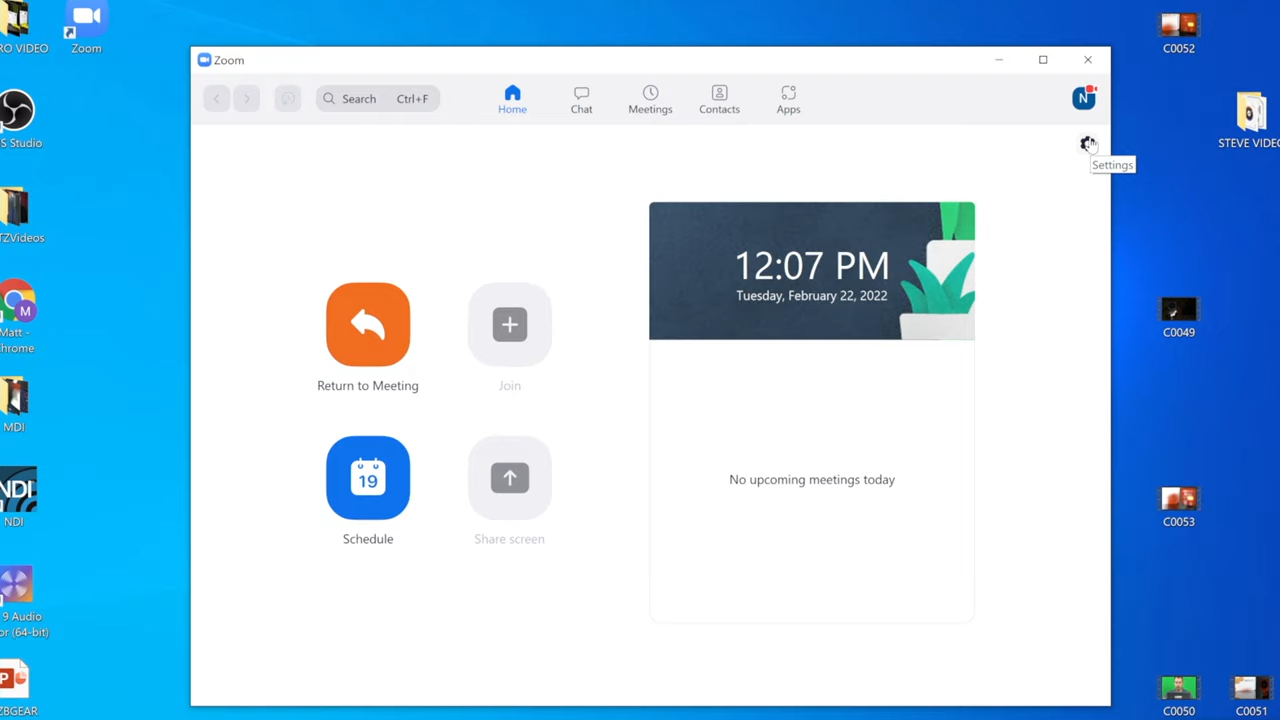 RO VIDEO
Zoom
S Studio
TZVideos
Matt -
hrome
MDI
NDI
NDI
9 Audio
or (64-bit)
P
ZBGEAR
Zoom
Search Ctrl+F
Home
Chat
Meetings
Contacts
Apps
N
Settings
Return to Meeting
Join
19
Schedule
Share screen
12:07 PM
Tuesday, February 22, 2022
No upcoming meetings today
C0052
STEVE VIDEO
C0049
C0053
C0050
C0051
M